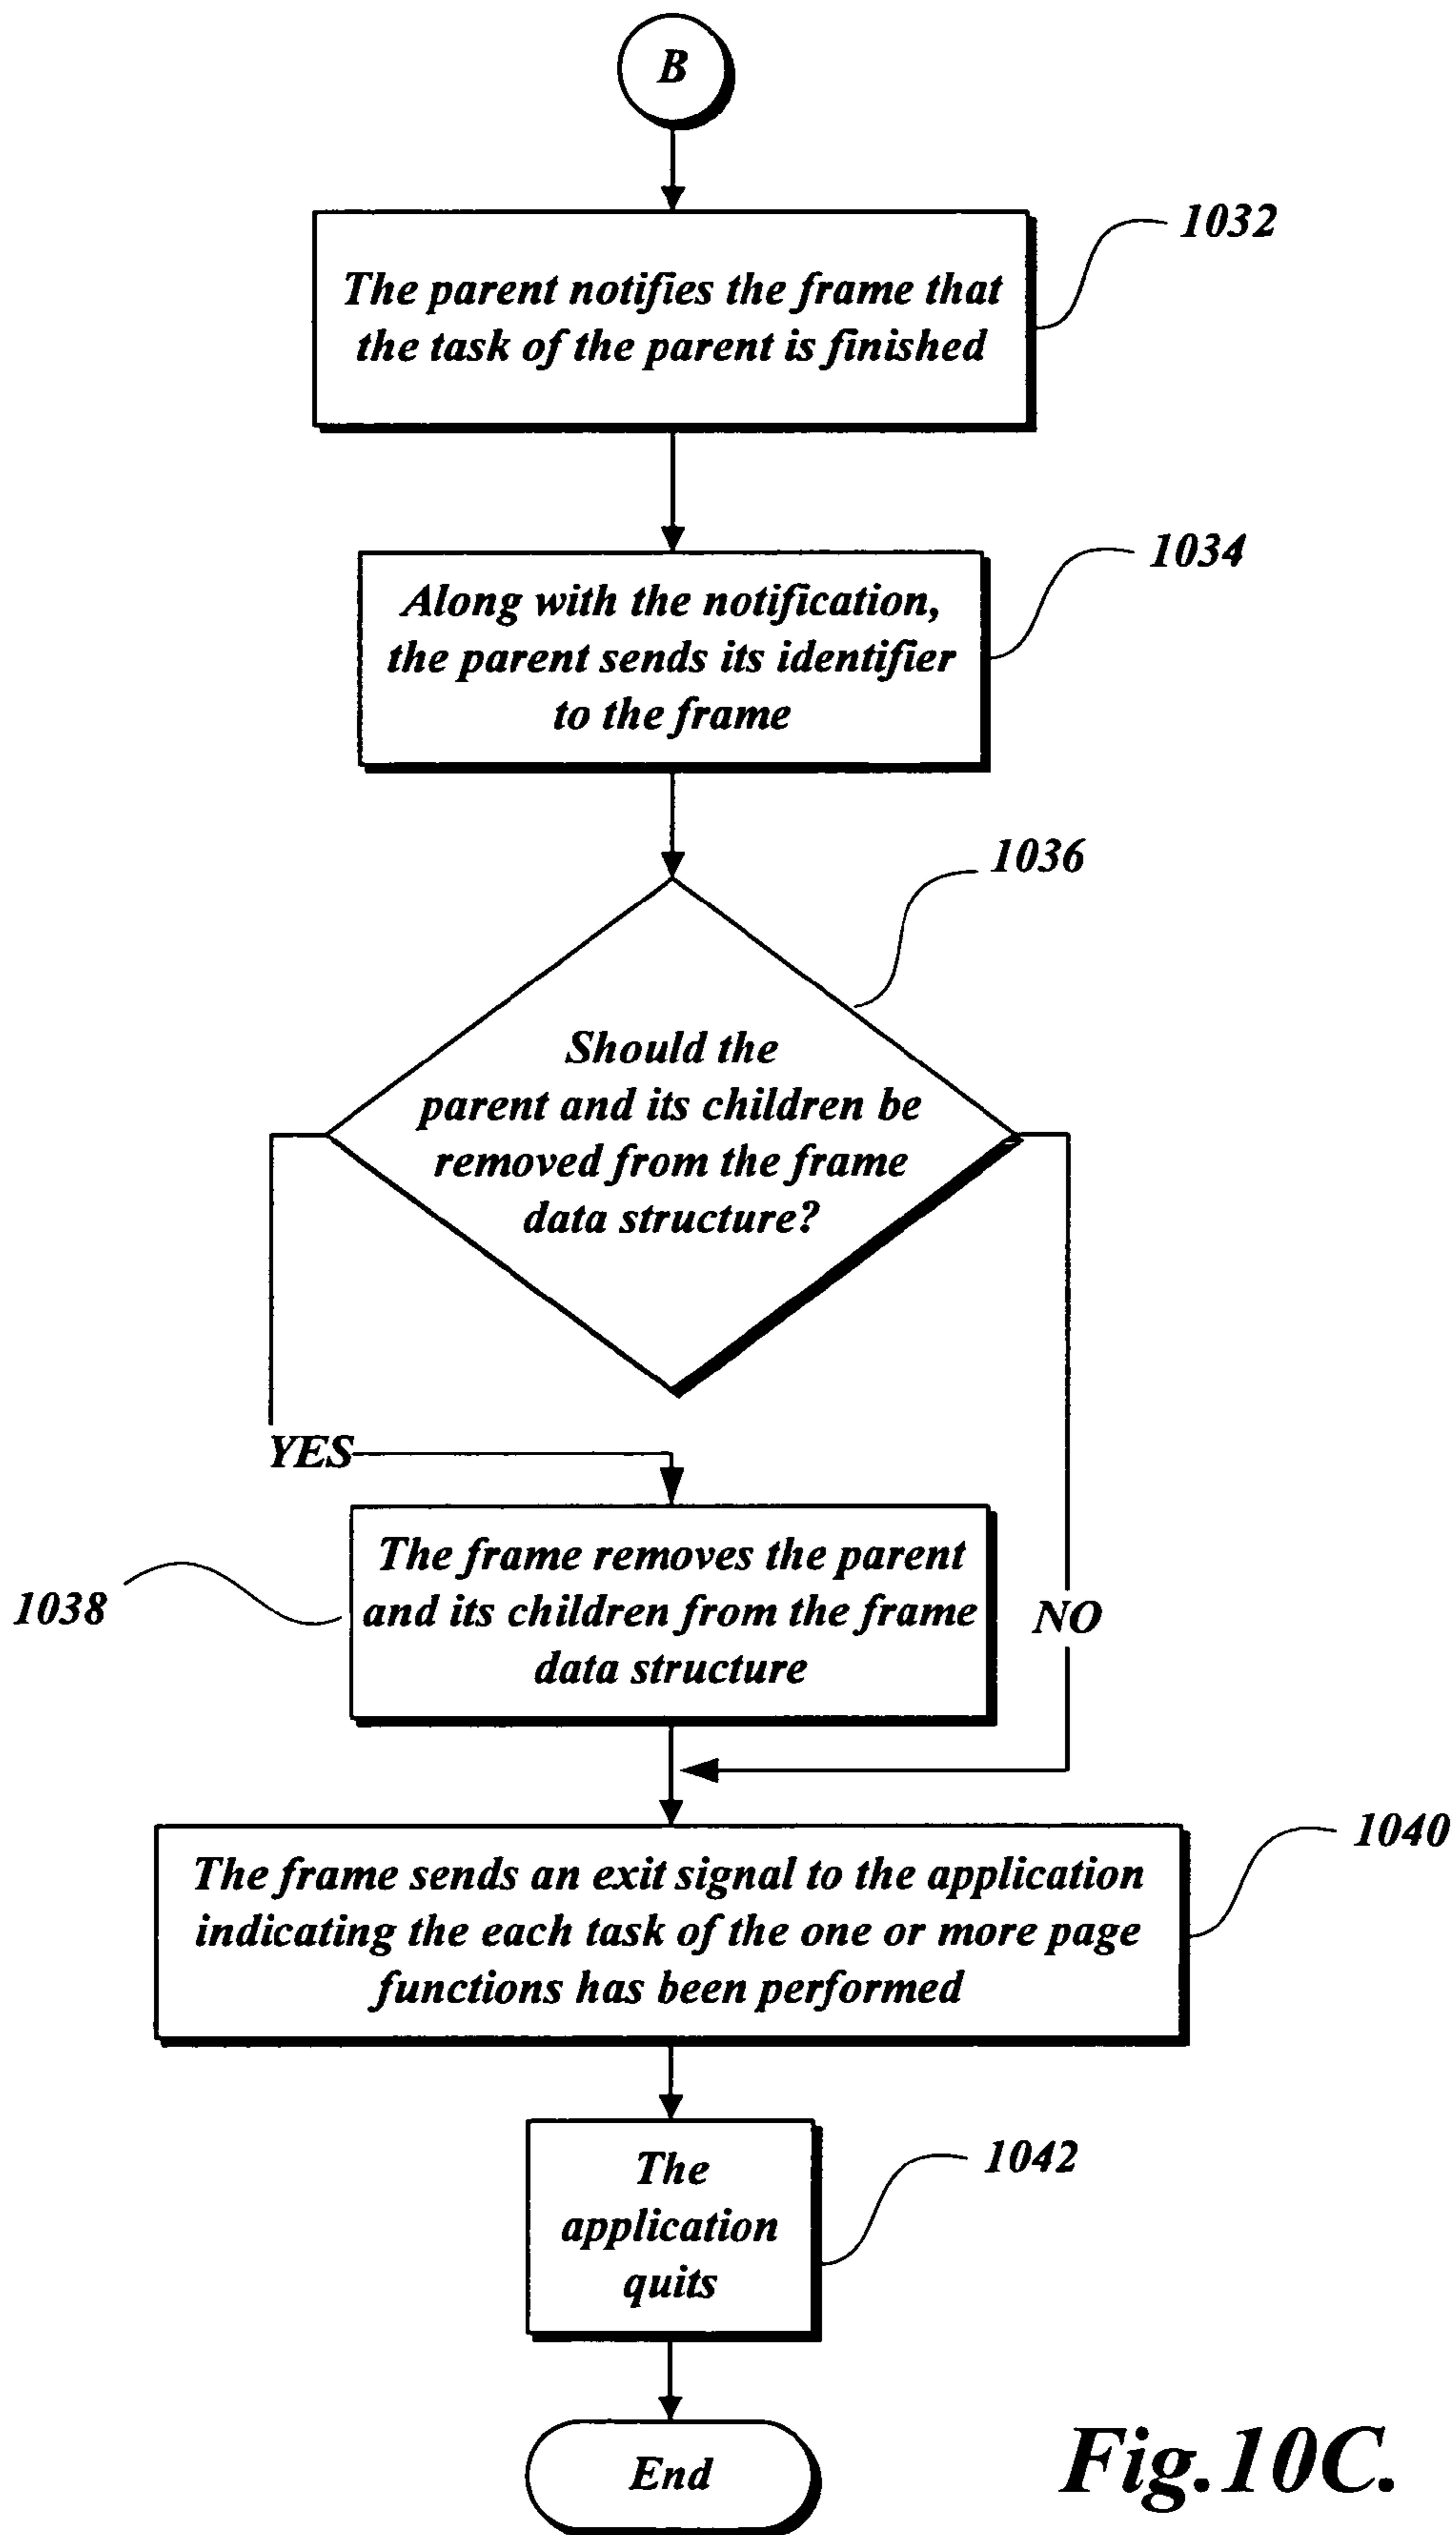 B
1032
The parent notifies the frame that
the task of the parent is finished
1034
Along with the notification,
the parent sends its identifier
to the frame
1036
Should the
parent and its children be
removed from the frame
data structure?
YES
The frame removes the parent
and its children from the frame
data structure
1038
NO
1040
The frame sends an exit signal to the application
indicating the each task of the one or more page
functions has been performed
The
application
quits
1042
End
Fig.10C.